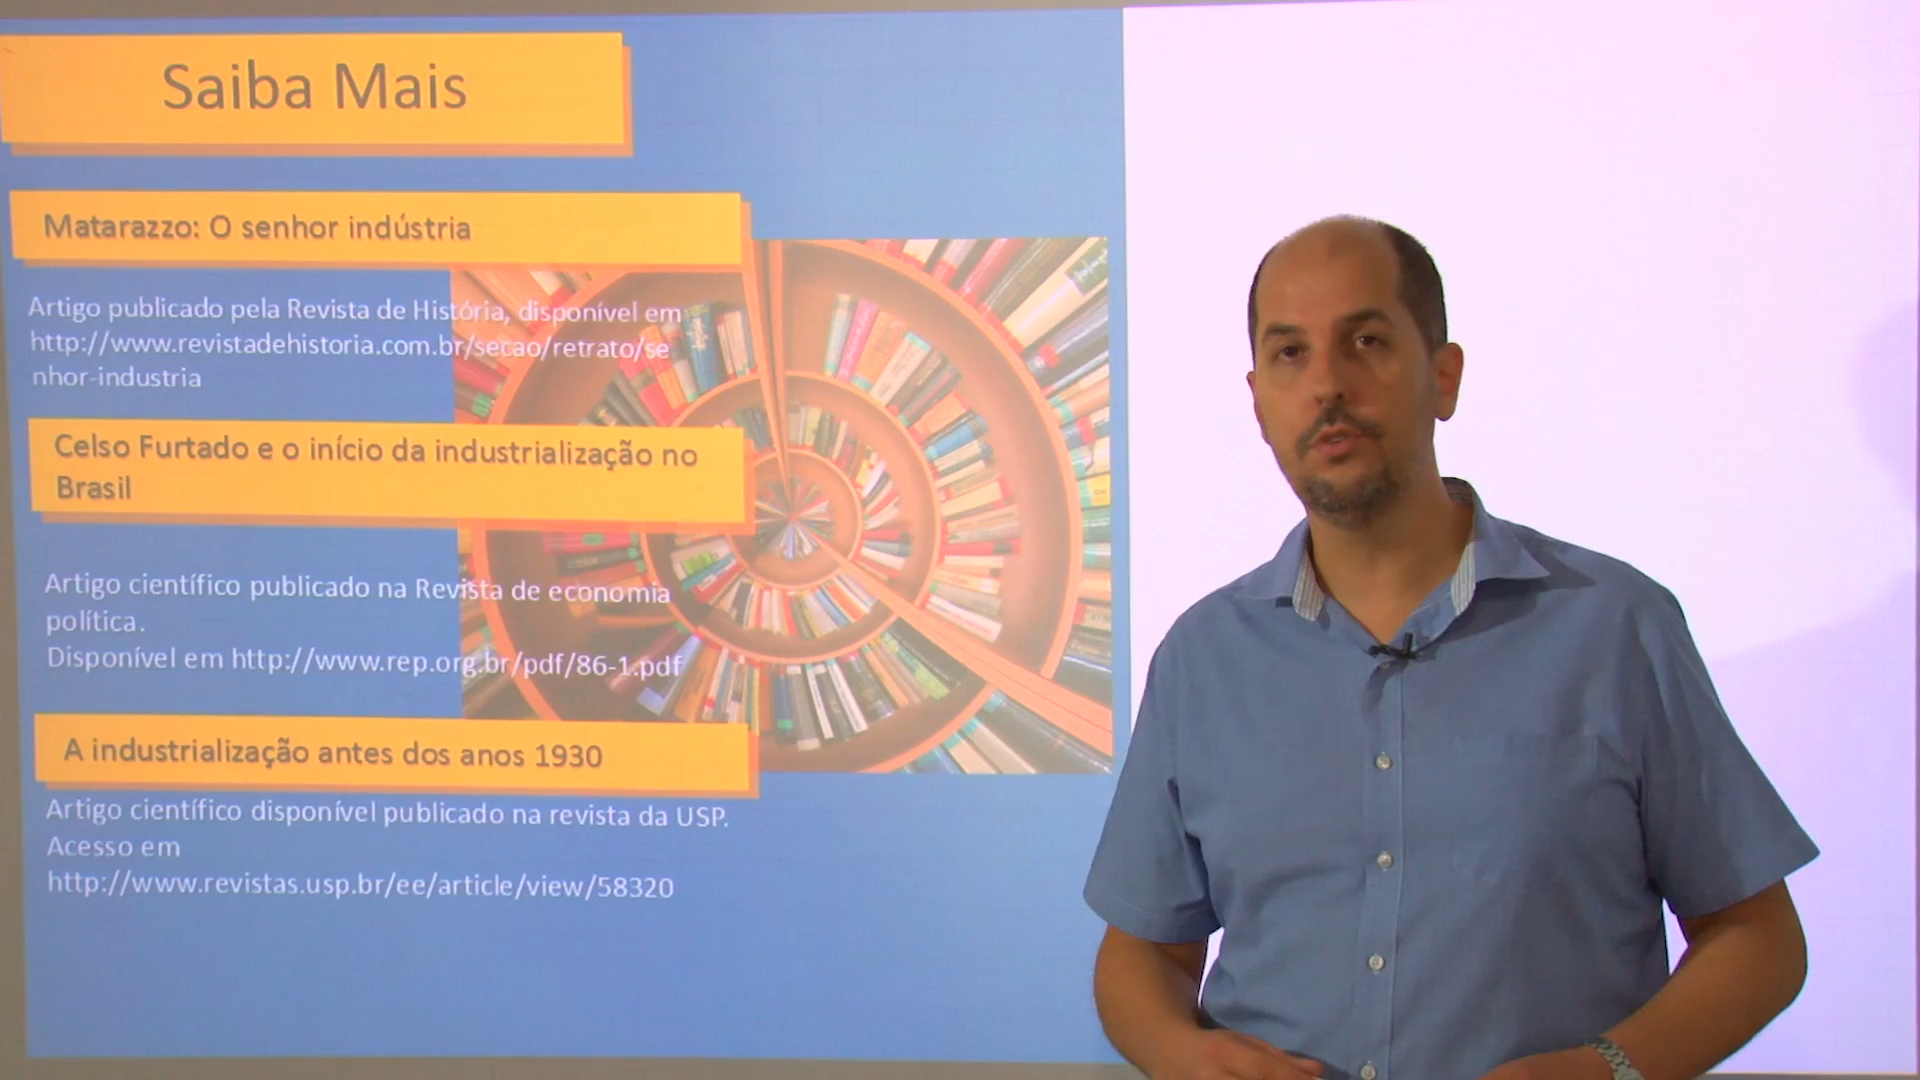 Saiba Mais
Matarazzo: O senhor indústria
Artigo publicado pela Revista de História, disponível em
http://www.revistadehistoria.com.br/secao/retrato/se
nhor-industria
Celso Furtado e o início da industrialização no
Brasil
Artigo científico publicado na Revista de economia
política.
Disponível em http://www.rep.org.br/pdf/86-1.pdf
A industrialização antes dos anos 1930
Artigo científico disponível publicado na revista da USP.
Acesso em
http://www.revistas.usp.br/ee/article/view/58320